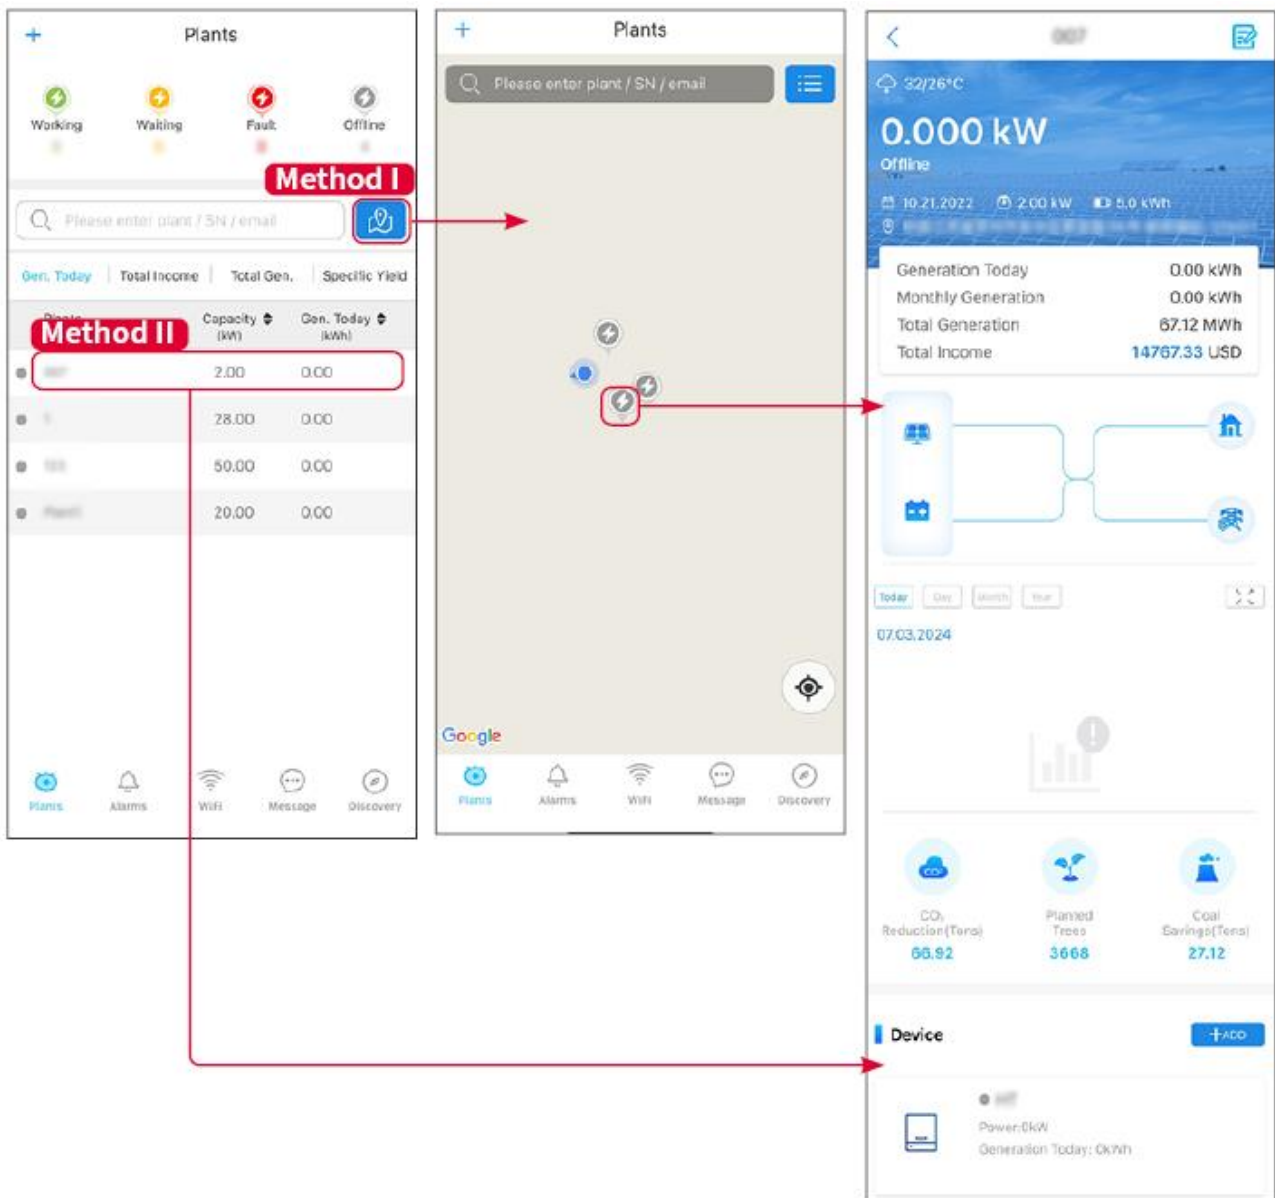 Plants
Working
Waiting
Fault
Offline
Method I
Please enter plant / SN / email
Gen. Today
Total Income
Total Gen.
Specific Yield
Method II
Capacity
(kW)
Gen. Today
(kWh)
2.00
0.00
28.00
0.00
50.00
0.00
20.00
0.00
Plants
Alarms
WiFi
Message
Discovery
Plants
Please enter plant / SN / email
Google
Plants
Alarms
WiFi
Message
Discovery
007
32/26°C
0.000 kW
Offline
10.21.2022
2.00 kW
5.0 kWh
Generation Today
0.00 kWh
Monthly Generation
0.00 kWh
Total Generation
67.12 MWh
Total Income
14767.33 USD
Today
Day
Month
Year
07.03.2024
CO₂
Reduction(Tons)
66.92
Planted
Trees
3668
Coal
Savings(Tons)
27.12
Device
+ADD
Power:0kW
Generation Today: 0kWh